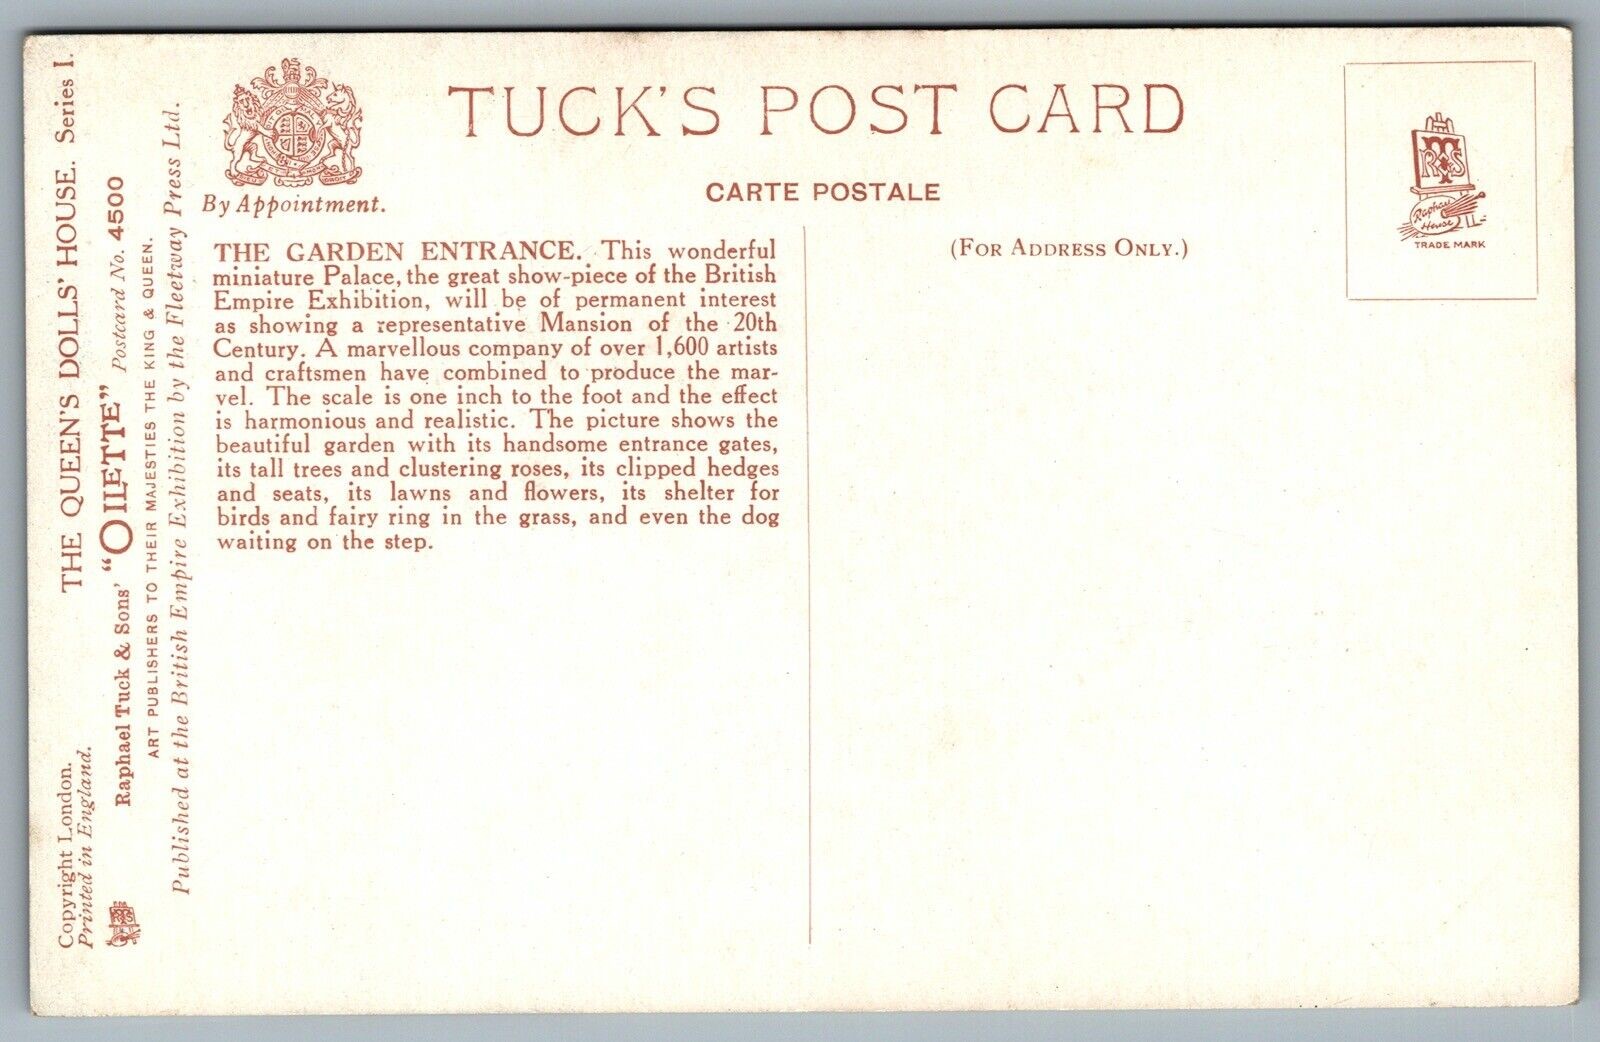 TUCK'S POST CARD
CARTE POSTALE
By Appointment.
THE GARDEN ENTRANCE. This wonderful
miniature Palace, the great show-piece of the British
Empire Exhibition, will be of permanent interest
as showing a representative Mansion of the 20th
Century. A marvellous company of over 1,600 artists
and craftsmen have combined to produce the mar-
vel. The scale is one inch to the foot and the effect
is harmonious and realistic. The picture shows the
beautiful garden with its handsome entrance gates,
its tall trees and clustering roses, its clipped hedges
and seats, its lawns and flowers, its shelter for
birds and fairy ring in the grass, and even the dog
waiting on the step.
(FOR ADDRESS ONLY.)
RTS
Raphael
House
TRADE MARK
THE QUEEN'S DOLLS' HOUSE. Series I.
Copyright London.
Printed in England.
Raphael Tuck & Sons' "OILETTE" Postcard No. 4500
ART PUBLISHERS TO THEIR MAJESTIES THE KING & QUEEN.
Published at the British Empire Exhibition by the Fleetway Press Ltd.
RTS